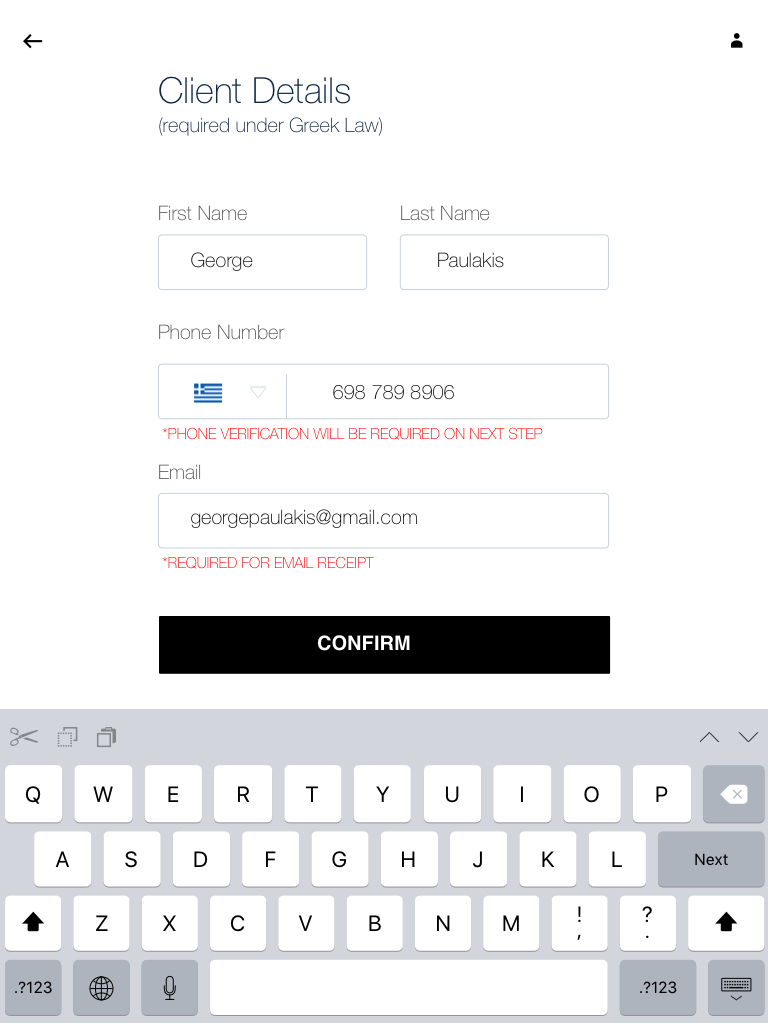 Client Details
(required under Greek Law)
First Name
Last Name
George
Paulakis
Phone Number
698 789 8906
*PHONE VERIFICATION WILL BE REQUIRED ON NEXT STEP
Email
georgepaulakis@gmail.com
*REQUIRED FOR EMAIL RECEIPT
CONFIRM
Q W E R T Y U I O P
A S D F G H J K L Next
Z X C V B N M ! , ? .
.?123 .?123